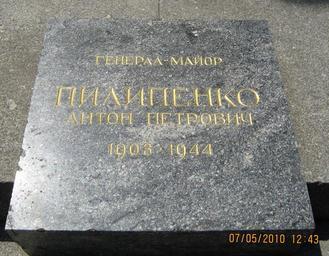 ГЕНЕРАЛ-МАЙОР
ПИЛИПЕНКО
АНТОН ПЕТРОВИЧ
1903-1944
07/05/2010 12:43